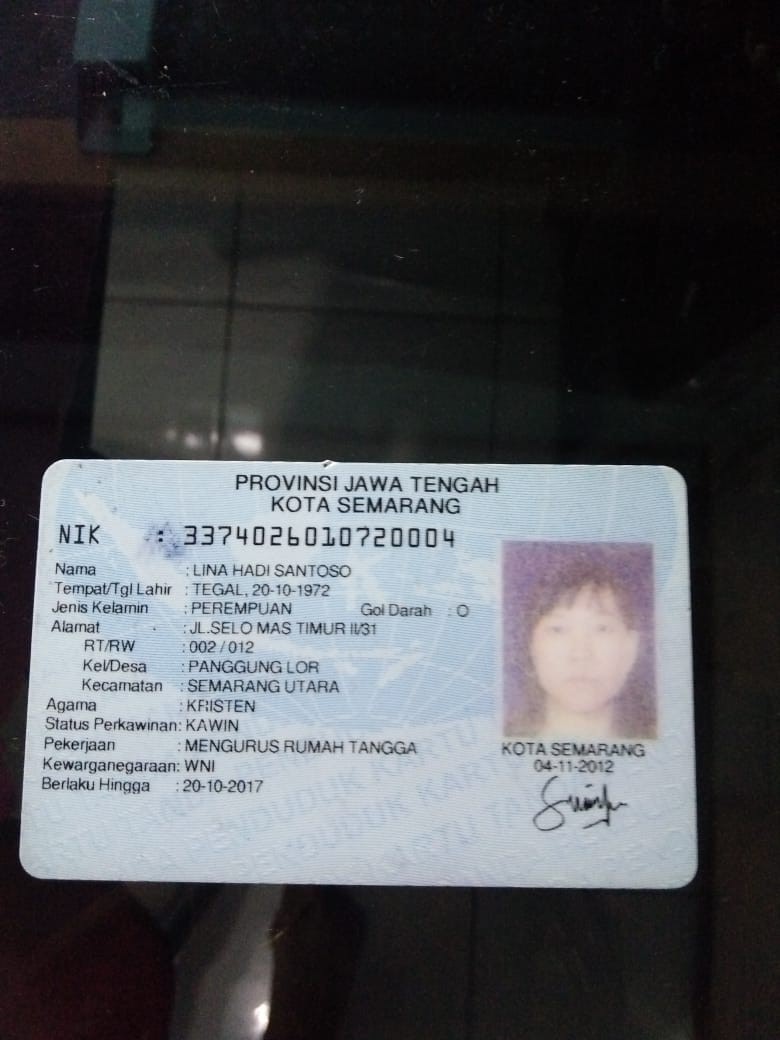 PROVINSI JAWA TENGAH
KOTA SEMARANG
NIK : 3374026010720004
Nama : LINA HADI SANTOSO
Tempat/Tgl Lahir : TEGAL, 20-10-1972
Jenis Kelamin : PEREMPUAN Gol Darah : O
Alamat : JL.SELO MAS TIMUR II/31
RT/RW : 002 / 012
Kel/Desa : PANGGUNG LOR
Kecamatan : SEMARANG UTARA
Agama : KRISTEN
Status Perkawinan: KAWIN
Pekerjaan : MENGURUS RUMAH TANGGA
Kewarganegaraan: WNI
Berlaku Hingga : 20-10-2017
KOTA SEMARANG
04-11-2012